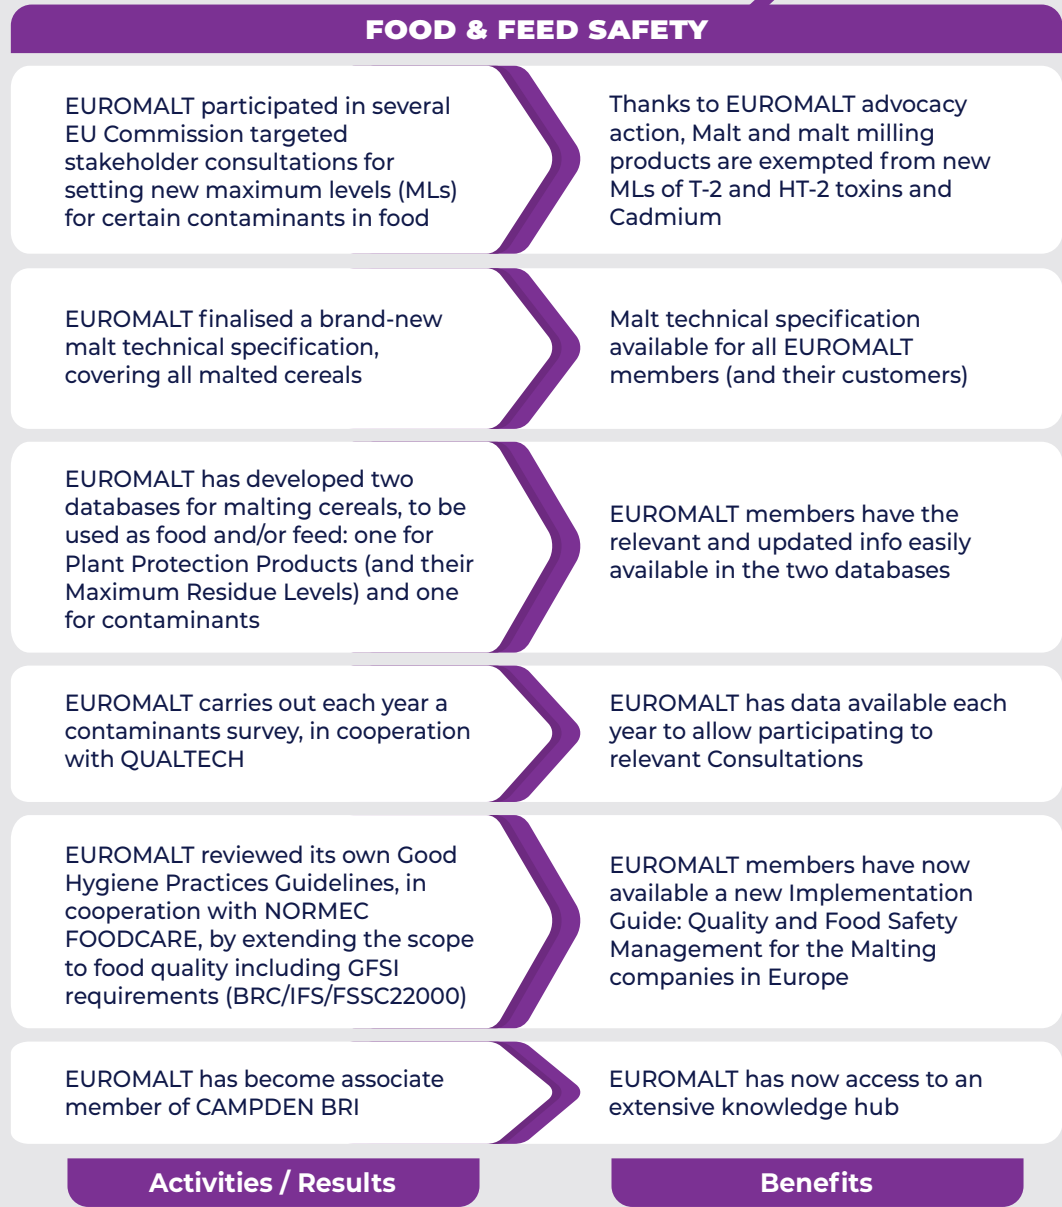 FOOD & FEED SAFETY
EUROMALT participated in several
EU Commission targeted
stakeholder consultations for
setting new maximum levels (MLs)
for certain contaminants in food
Thanks to EUROMALT advocacy
action, Malt and malt milling
products are exempted from new
MLs of T-2 and HT-2 toxins and
Cadmium
EUROMALT finalised a brand-new
malt technical specification,
covering all malted cereals
Malt technical specification
available for all EUROMALT
members (and their customers)
EUROMALT has developed two
databases for malting cereals, to be
used as food and/or feed: one for
Plant Protection Products (and their
Maximum Residue Levels) and one
for contaminants
EUROMALT members have the
relevant and updated info easily
available in the two databases
EUROMALT carries out each year a
contaminants survey, in cooperation
with QUALTECH
EUROMALT has data available each
year to allow participating to
relevant Consultations
EUROMALT reviewed its own Good
Hygiene Practices Guidelines, in
cooperation with NORMEC
FOODCARE, by extending the scope
to food quality including GFSI
requirements (BRC/IFS/FSSC22000)
EUROMALT members have now
available a new Implementation
Guide: Quality and Food Safety
Management for the Malting
companies in Europe
EUROMALT has become associate
member of CAMPDEN BRI
EUROMALT has now access to an
extensive knowledge hub
Activities / Results
Benefits